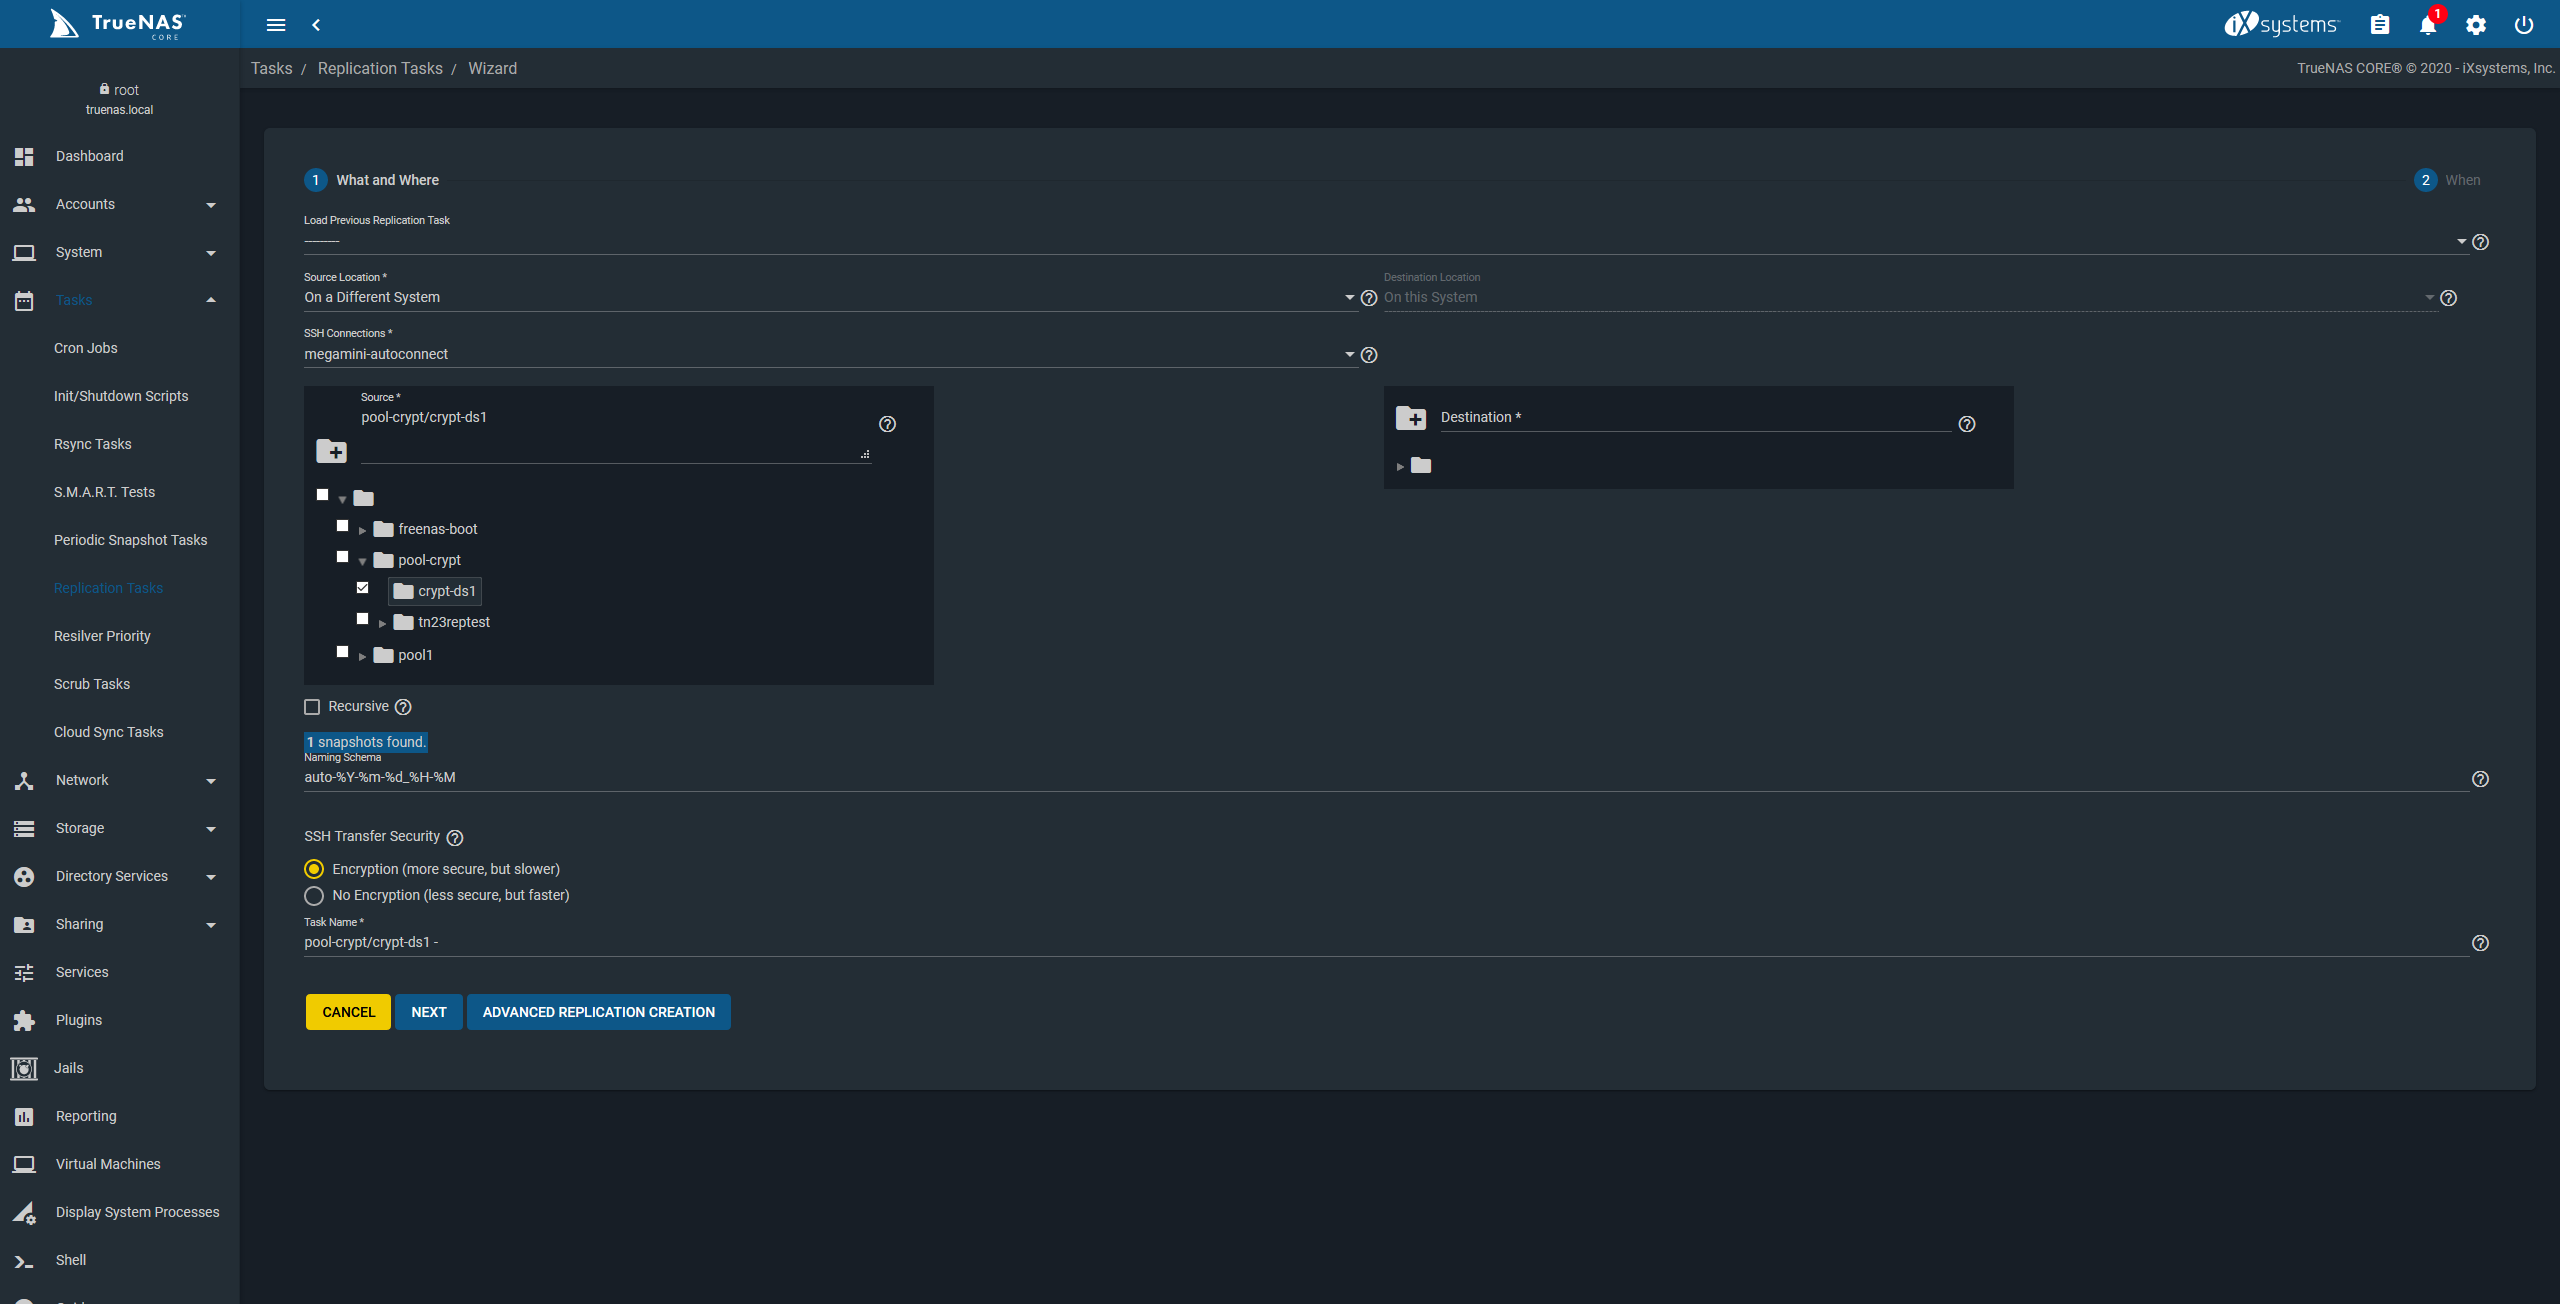 TrueNAS
CORE
iXsystems
1
root
truenas.local
Tasks / Replication Tasks / Wizard
TrueNAS CORE® © 2020 - iXsystems, Inc.
Dashboard
Accounts
System
Tasks
Cron Jobs
Init/Shutdown Scripts
Rsync Tasks
S.M.A.R.T. Tests
Periodic Snapshot Tasks
Replication Tasks
Resilver Priority
Scrub Tasks
Cloud Sync Tasks
Network
Storage
Directory Services
Sharing
Services
Plugins
Jails
Reporting
Virtual Machines
Display System Processes
Shell
1 What and Where
2 When
Load Previous Replication Task
---------
Source Location *
On a Different System
Destination Location
On this System
SSH Connections *
megamini-autoconnect
Source *
pool-crypt/crypt-ds1
Destination *
freenas-boot
pool-crypt
crypt-ds1
tn23reptest
pool1
Recursive
1 snapshots found.
Naming Schema
auto-%Y-%m-%d_%H-%M
SSH Transfer Security
Encryption (more secure, but slower)
No Encryption (less secure, but faster)
Task Name *
pool-crypt/crypt-ds1 -
CANCEL
NEXT
ADVANCED REPLICATION CREATION